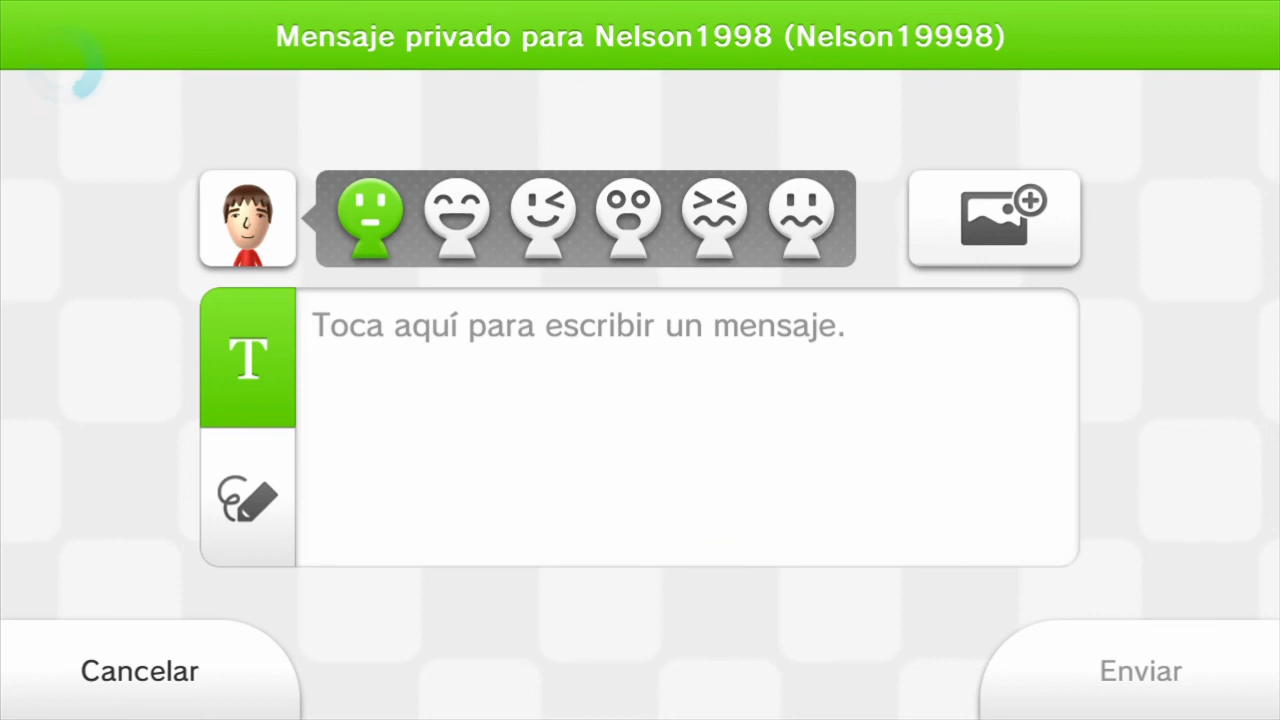 Mensaje privado para Nelson1998 (Nelson19998)
T
Toca aquí para escribir un mensaje.
Cancelar
Enviar